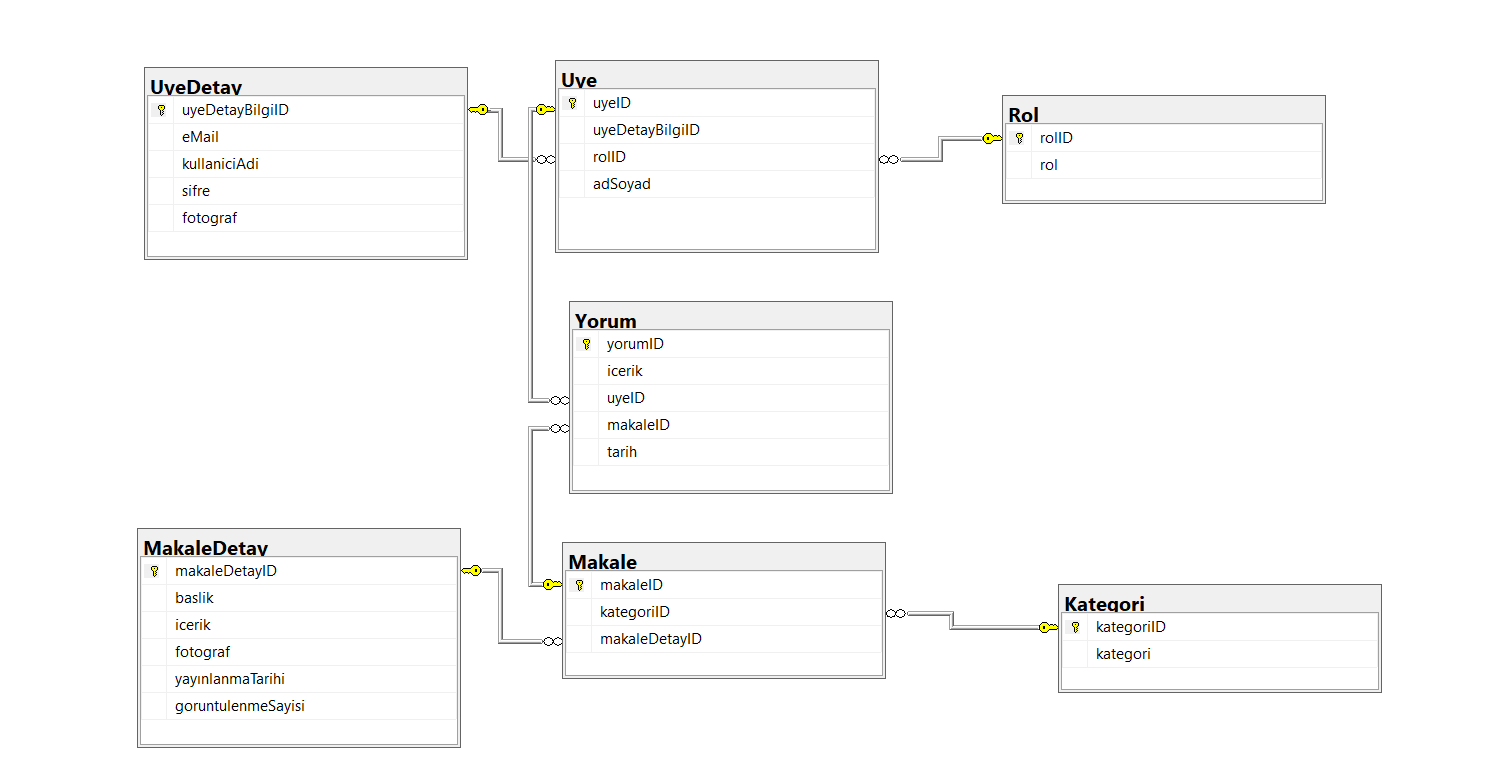 UyeDetay
uyeDetayBilgiID
eMail
kullaniciAdi
sifre
fotograf
Uye
uyeID
uyeDetayBilgiID
rolID
adSoyad
Rol
rolID
rol
Yorum
yorumID
icerik
uyeID
makaleID
tarih
MakaleDetay
makaleDetayID
baslik
icerik
fotograf
yayınlanmaTarihi
goruntulenmeSayisi
Makale
makaleID
kategoriID
makaleDetayID
Kategori
kategoriID
kategori